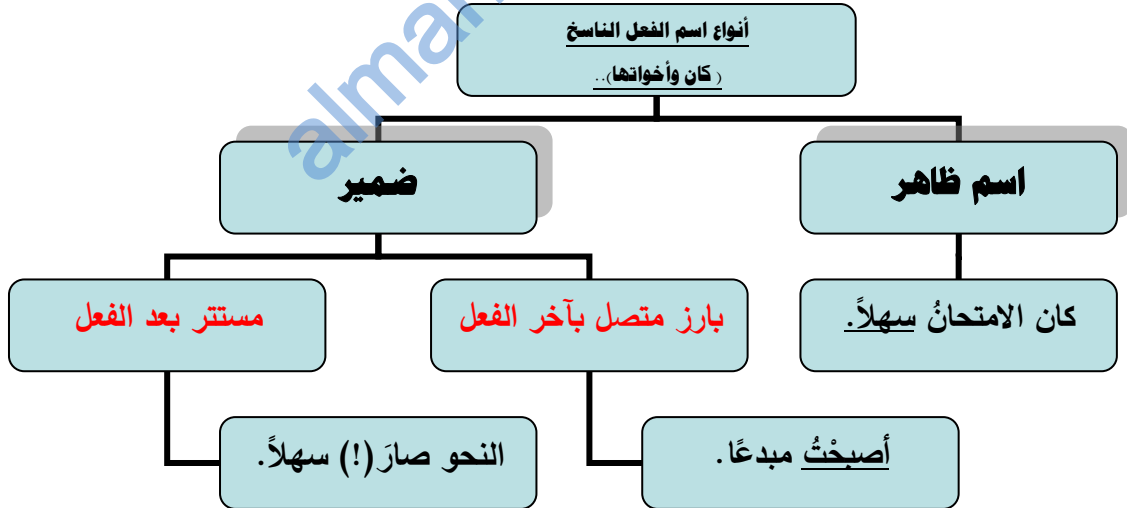 أنواع اسم الفعل الناسخ
( كان وأخواتها)..
اسم ظاهر
ضمير
كان الامتحانُ سهلاً.
بارز متصل بآخر الفعل
مستتر بعد الفعل
أصبحْتُ مبدعًا.
النحو صارَ (!) سهلاً.